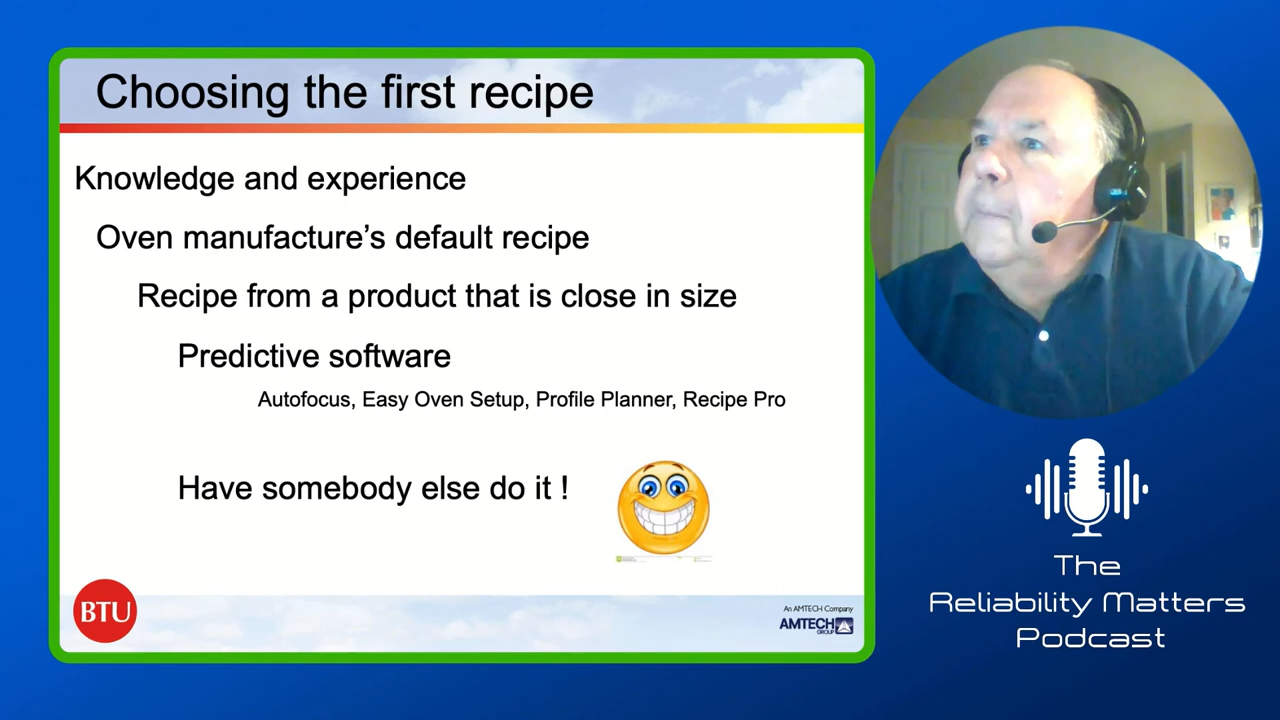 Choosing the first recipe
Knowledge and experience
Oven manufacture’s default recipe
Recipe from a product that is close in size
Predictive software
Autofocus, Easy Oven Setup, Profile Planner, Recipe Pro
Have somebody else do it !
BTU
An AMTECH Company
AMTECH
GROUP
The
Reliability Matters
Podcast